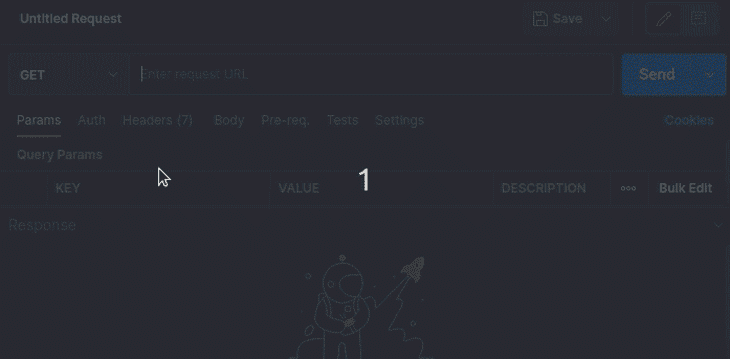 Untitled Request
Save
GET
Enter request URL
Send
Params Auth Headers (7) Body Pre-req. Tests Settings Cookies
Query Params
KEY VALUE DESCRIPTION ooo Bulk Edit
1
Response